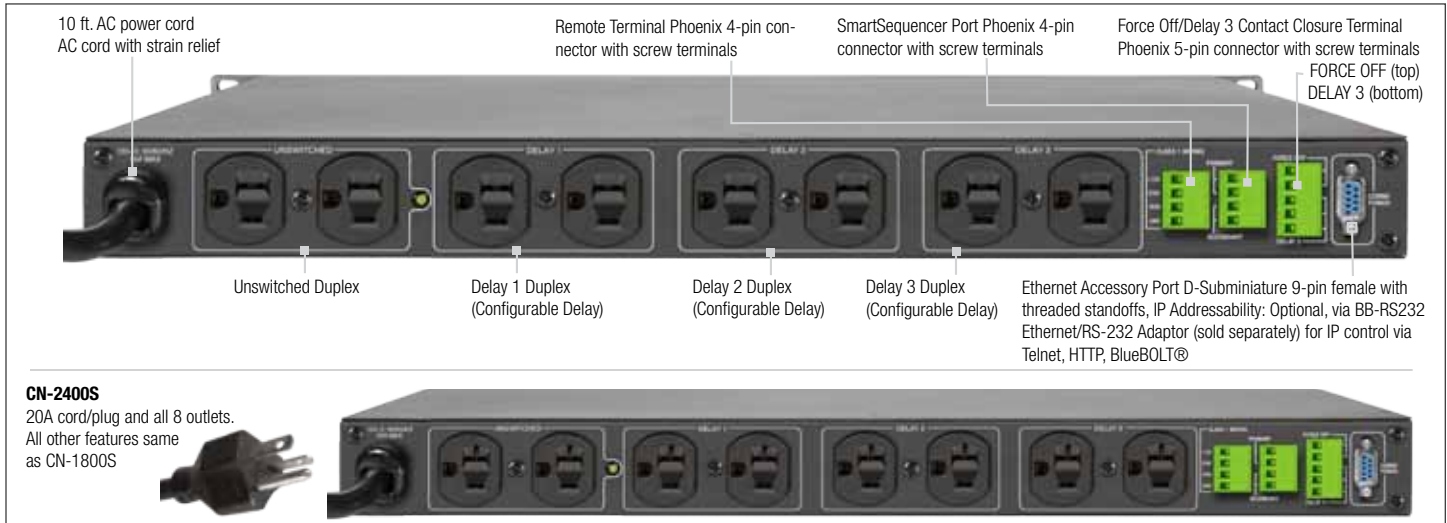 10 ft. AC power cord
AC cord with strain relief
Remote Terminal Phoenix 4-pin con-
nector with screw terminals
SmartSequencer Port Phoenix 4-pin
connector with screw terminals
Force Off/Delay 3 Contact Closure Terminal
Phoenix 5-pin connector with screw terminals
FORCE OFF (top)
DELAY 3 (bottom)
UNSWITCHED
DELAY 1
DELAY 2
DELAY 3
Unswitched Duplex
Delay 1 Duplex
(Configurable Delay)
Delay 2 Duplex
(Configurable Delay)
Delay 3 Duplex
(Configurable Delay)
Ethernet Accessory Port D-Subminiature 9-pin female with
threaded standoffs, IP Addressability: Optional, via BB-RS232
Ethernet/RS-232 Adaptor (sold separately) for IP control via
Telnet, HTTP, BlueBOLT®
CN-2400S
20A cord/plug and all 8 outlets.
All other features same
as CN-1800S